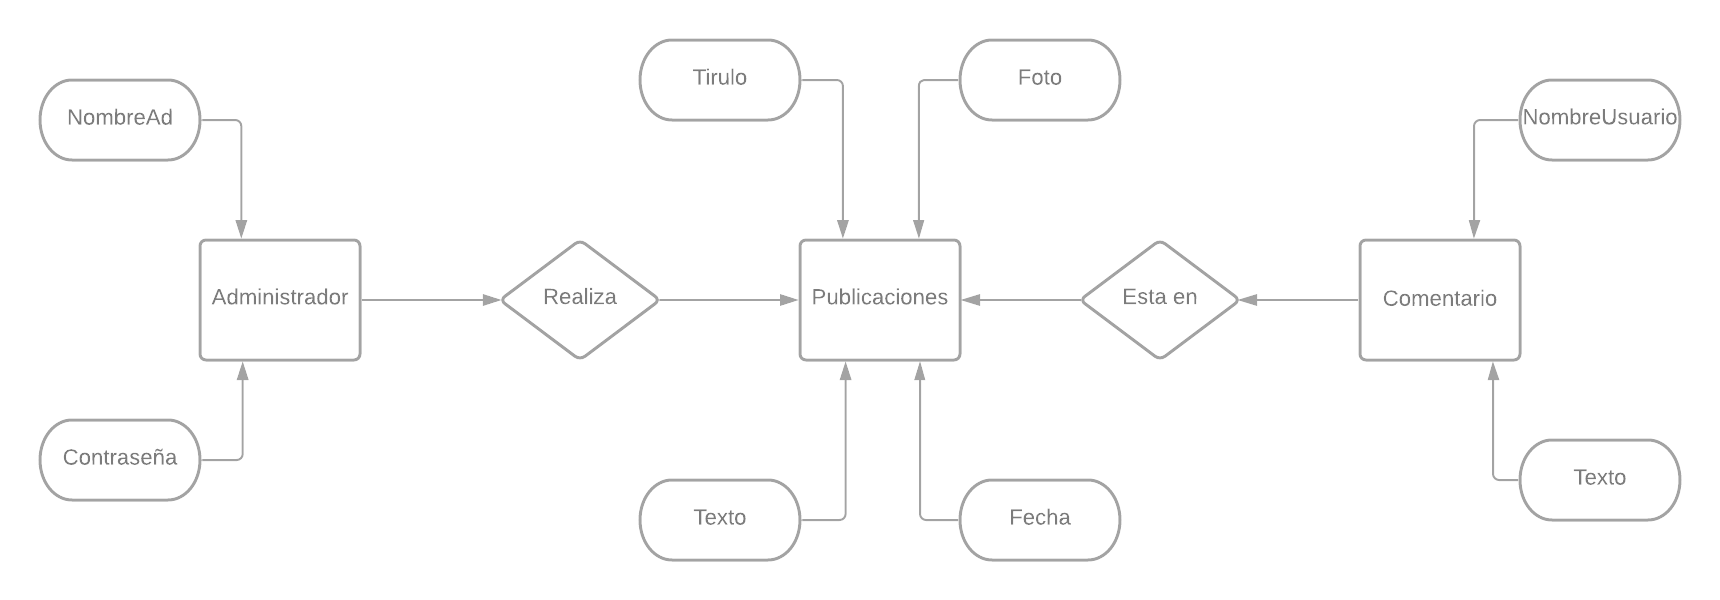 Tirulo
Foto
NombreAd
NombreUsuario
Administrador
Realiza
Publicaciones
Esta en
Comentario
Contraseña
Texto
Fecha
Texto